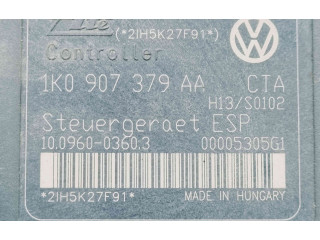 Ate (*2IH5K27F91*)
Controller
1K0 907 379 AA CTA
H13/S0102
Steuergeraet ESP
10.0960-0360.3 00005305G1
*2IH5K27F91*
MADE IN HUNGARY